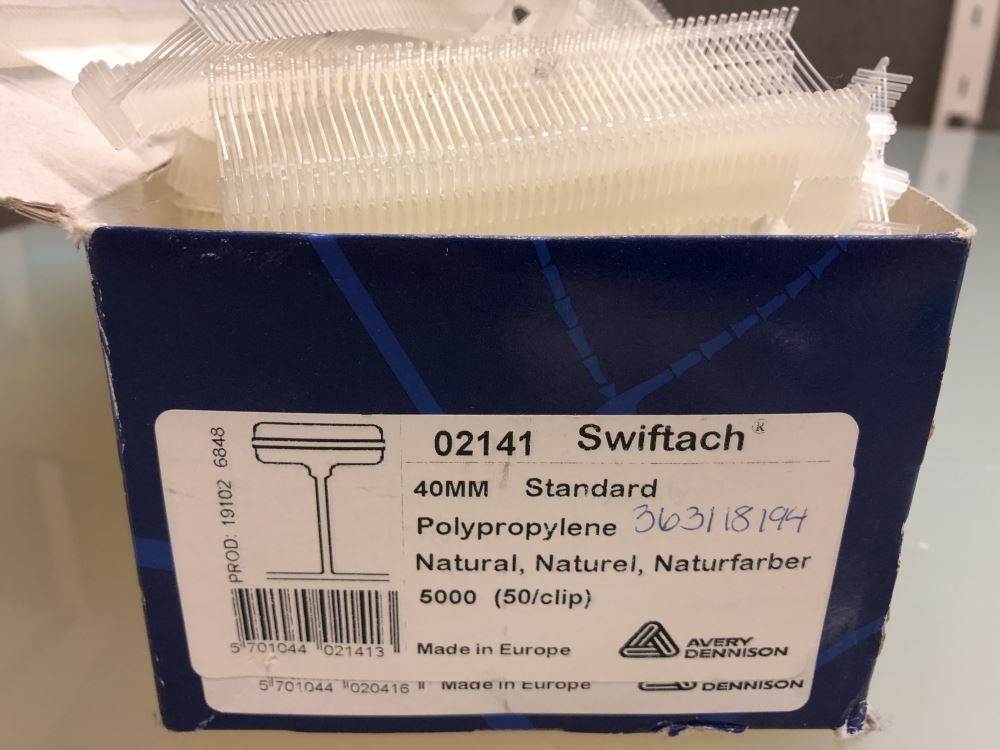 PROD: 19102 6848
02141 Swiftach®
40MM Standard
Polypropylene 363118194
Natural, Naturel, Naturfarber
5000 (50/clip)
5 701044 021413
Made in Europe
AVERY
DENNISON
5 701044 020416
Made in Europe
DENNISON